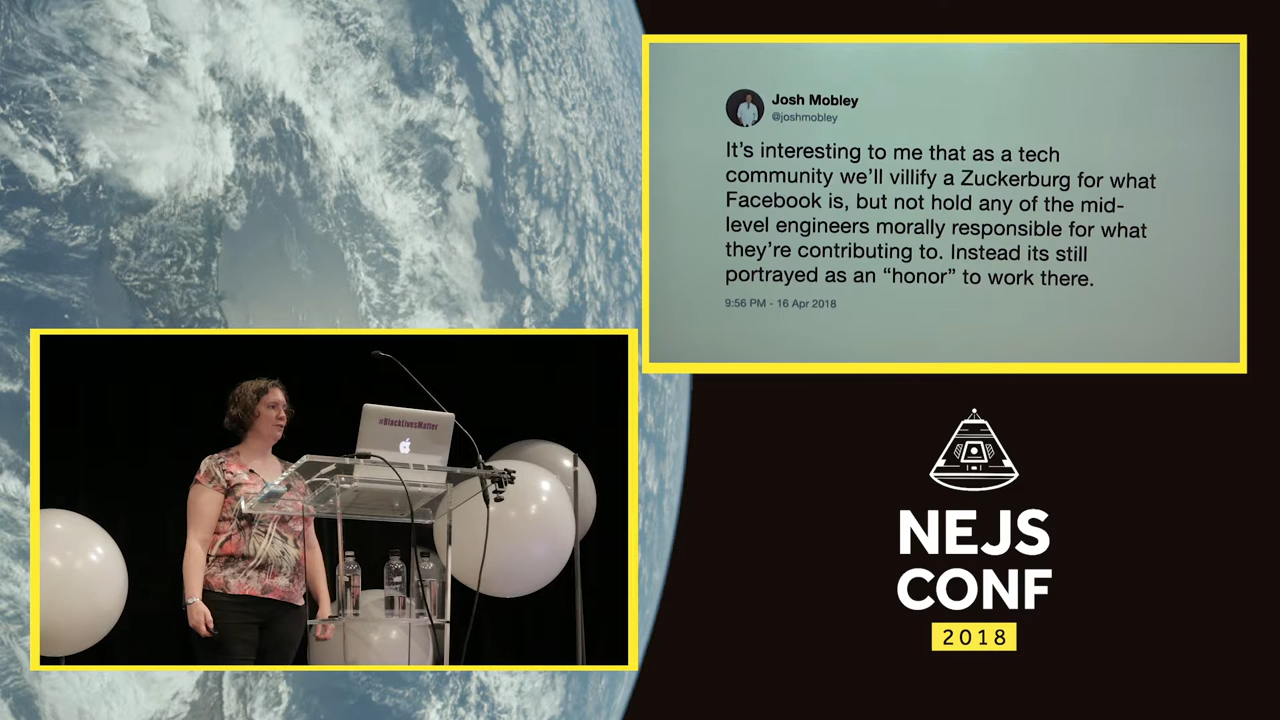 Josh Mobley
@joshmobley
It's interesting to me that as a tech
community we'll villify a Zuckerburg for what
Facebook is, but not hold any of the mid-
level engineers morally responsible for what
they're contributing to. Instead its still
portrayed as an “honor” to work there.
9:56 PM - 16 Apr 2018
#BlackLivesMatter
NEJS
CONF
2018